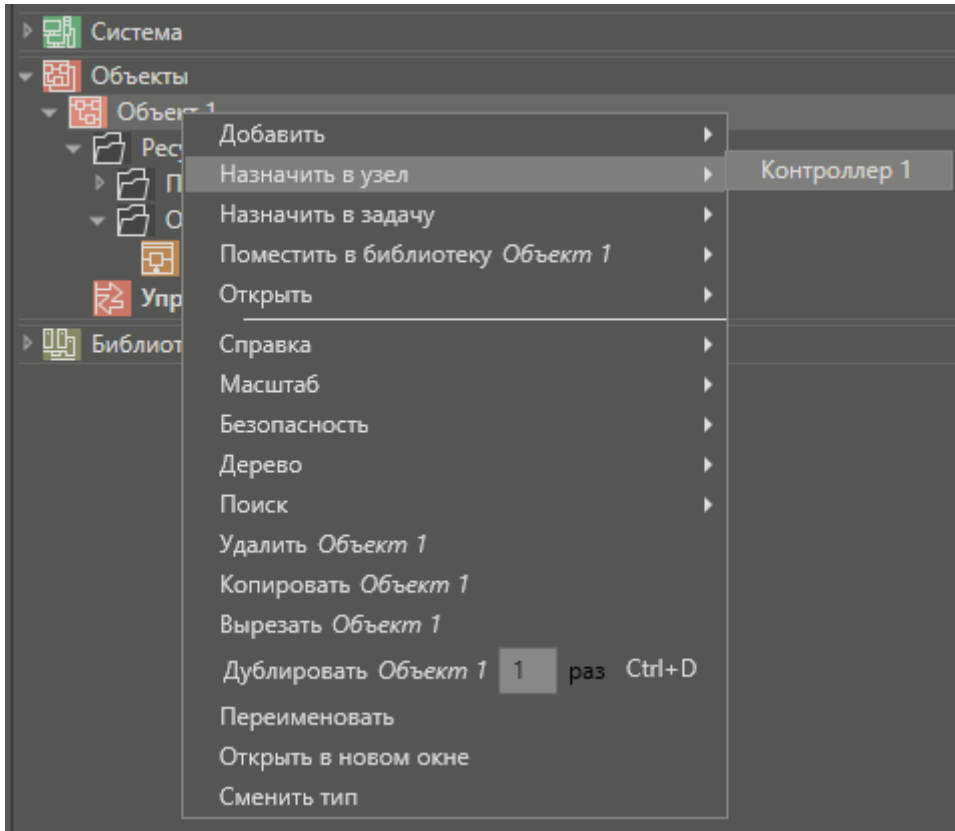 Система
Объекты
Объект 1
Добавить
Назначить в узел
Контроллер 1
Назначить в задачу
Поместить в библиотеку Объект 1
Открыть
Справка
Масштаб
Безопасность
Дерево
Поиск
Удалить Объект 1
Копировать Объект 1
Вырезать Объект 1
Дублировать Объект 1 1 раз Ctrl+D
Переименовать
Открыть в новом окне
Сменить тип